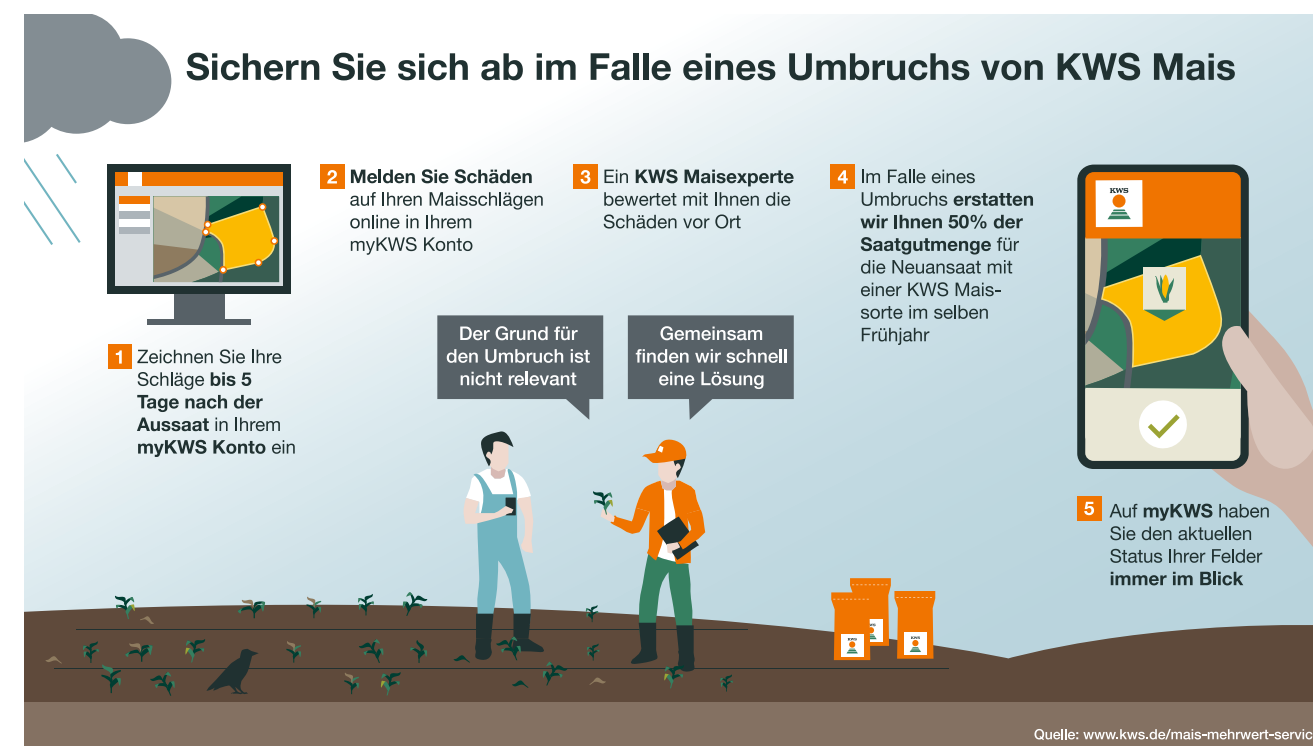 Sichern Sie sich ab im Falle eines Umbruchs von KWS Mais
1 Zeichnen Sie Ihre
Schläge bis 5
Tage nach der
Aussaat in Ihrem
myKWS Konto ein
2 Melden Sie Schäden
auf Ihren Maisschlägen
online in Ihrem
myKWS Konto
3 Ein KWS Maisexperte
bewertet mit Ihnen die
Schäden vor Ort
4 Im Falle eines
Umbruchs erstatten
wir Ihnen 50% der
Saatgutmenge für
die Neuansaat mit
einer KWS Mais-
sorte im selben
Frühjahr
Der Grund für
den Umbruch ist
nicht relevant
Gemeinsam
finden wir schnell
eine Lösung
KWS
5 Auf myKWS haben
Sie den aktuellen
Status Ihrer Felder
immer im Blick
KWS
KWS
KWS
Quelle: www.kws.de/mais-mehrwert-servic